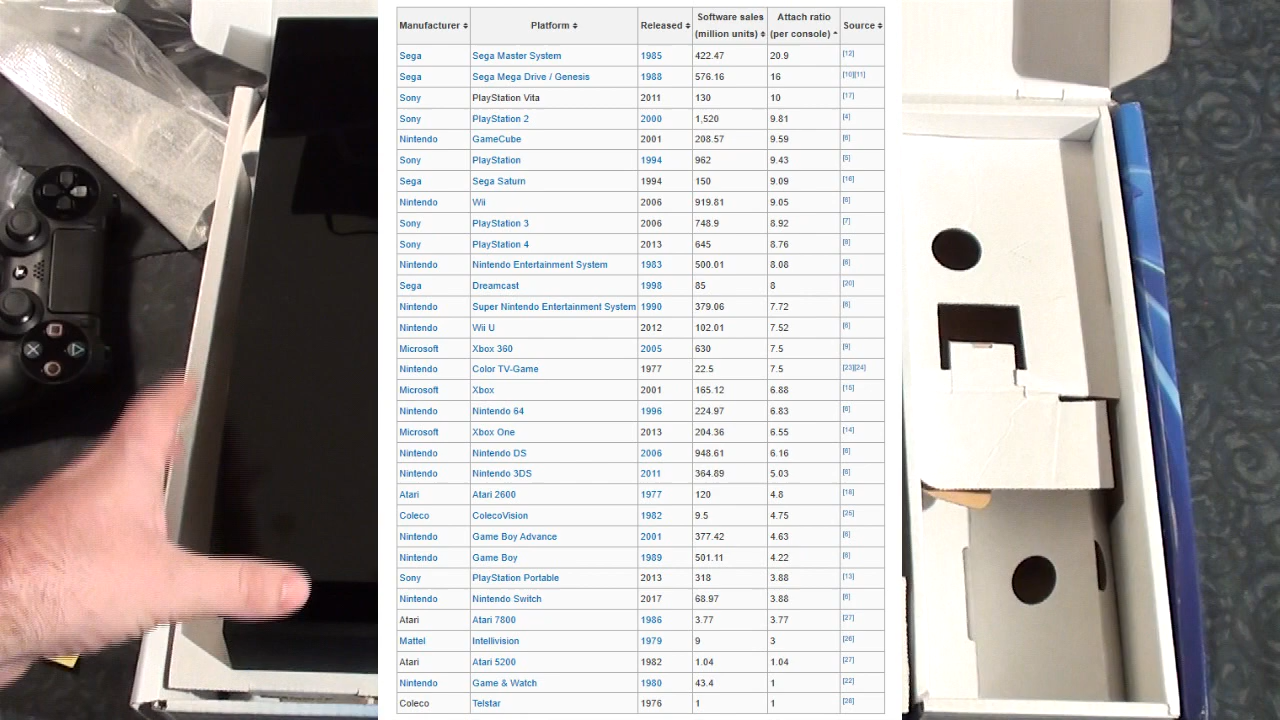 Manufacturer Platform Released Software sales (million units) Attach ratio (per console) Source
Sega Sega Master System 1985 422.47 20.9 [12]
Sega Sega Mega Drive / Genesis 1988 576.16 16 [10][11]
Sony PlayStation Vita 2011 130 10 [17]
Sony PlayStation 2 2000 1,520 9.81 [4]
Nintendo GameCube 2001 208.57 9.59 [6]
Sony PlayStation 1994 962 9.43 [5]
Sega Sega Saturn 1994 150 9.09 [16]
Nintendo Wii 2006 919.81 9.05 [6]
Sony PlayStation 3 2006 748.9 8.92 [7]
Sony PlayStation 4 2013 645 8.76 [8]
Nintendo Nintendo Entertainment System 1983 500.01 8.08 [6]
Sega Dreamcast 1998 85 8 [20]
Nintendo Super Nintendo Entertainment System 1990 379.06 7.72 [6]
Nintendo Wii U 2012 102.01 7.52 [6]
Microsoft Xbox 360 2005 630 7.5 [9]
Nintendo Color TV-Game 1977 22.5 7.5 [23][24]
Microsoft Xbox 2001 165.12 6.88 [15]
Nintendo Nintendo 64 1996 224.97 6.83 [6]
Microsoft Xbox One 2013 204.36 6.55 [14]
Nintendo Nintendo DS 2006 948.61 6.16 [6]
Nintendo Nintendo 3DS 2011 364.89 5.03 [6]
Atari Atari 2600 1977 120 4.8 [18]
Coleco ColecoVision 1982 9.5 4.75 [25]
Nintendo Game Boy Advance 2001 377.42 4.63 [6]
Nintendo Game Boy 1989 501.11 4.22 [6]
Sony PlayStation Portable 2013 318 3.88 [13]
Nintendo Nintendo Switch 2017 68.97 3.88 [6]
Atari Atari 7800 1986 3.77 3.77 [27]
Mattel Intellivision 1979 9 3 [26]
Atari Atari 5200 1982 1.04 1.04 [27]
Nintendo Game & Watch 1980 43.4 1 [22]
Coleco Telstar 1976 1 1 [28]